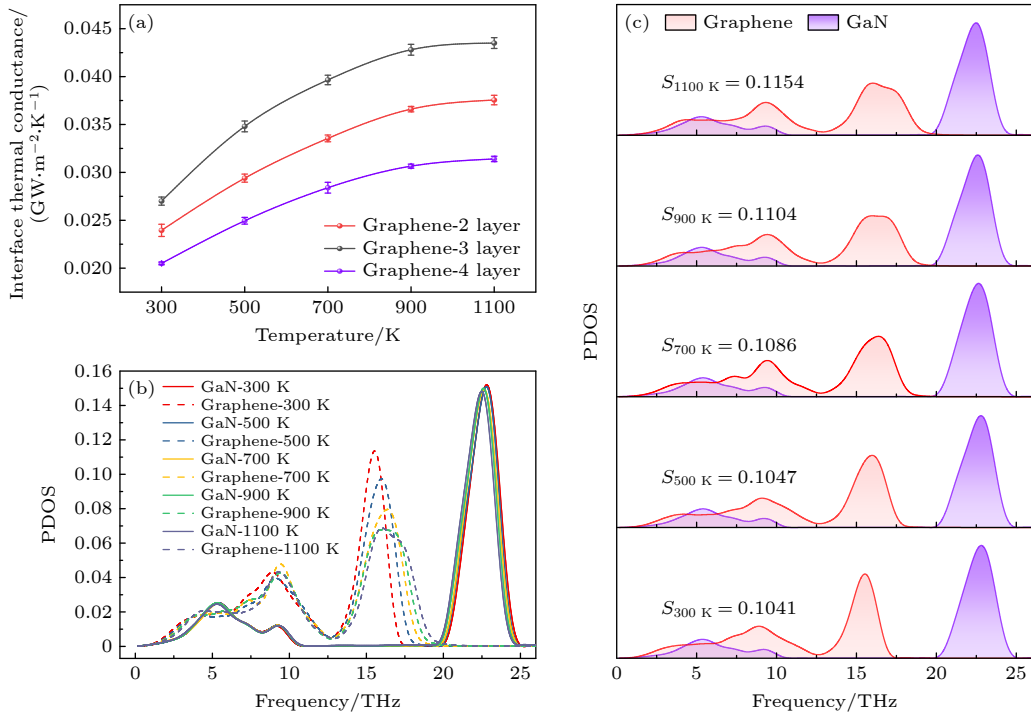 (a)
Interface thermal conductance/
(GW·m⁻²·K⁻¹)
0.045
0.040
0.035
0.030
0.025
0.020
Graphene-2 layer
Graphene-3 layer
Graphene-4 layer
300 500 700 900 1100
Temperature/K
(b)
PDOS
0.16
0.14
0.12
0.10
0.08
0.06
0.04
0.02
0
GaN-300 K
Graphene-300 K
GaN-500 K
Graphene-500 K
GaN-700 K
Graphene-700 K
GaN-900 K
Graphene-900 K
GaN-1100 K
Graphene-1100 K
0 5 10 15 20 25
Frequency/THz
(c) Graphene GaN
PDOS
S1100 K = 0.1154
S900 K = 0.1104
S700 K = 0.1086
S500 K = 0.1047
S300 K = 0.1041
0 5 10 15 20 25
Frequency/THz